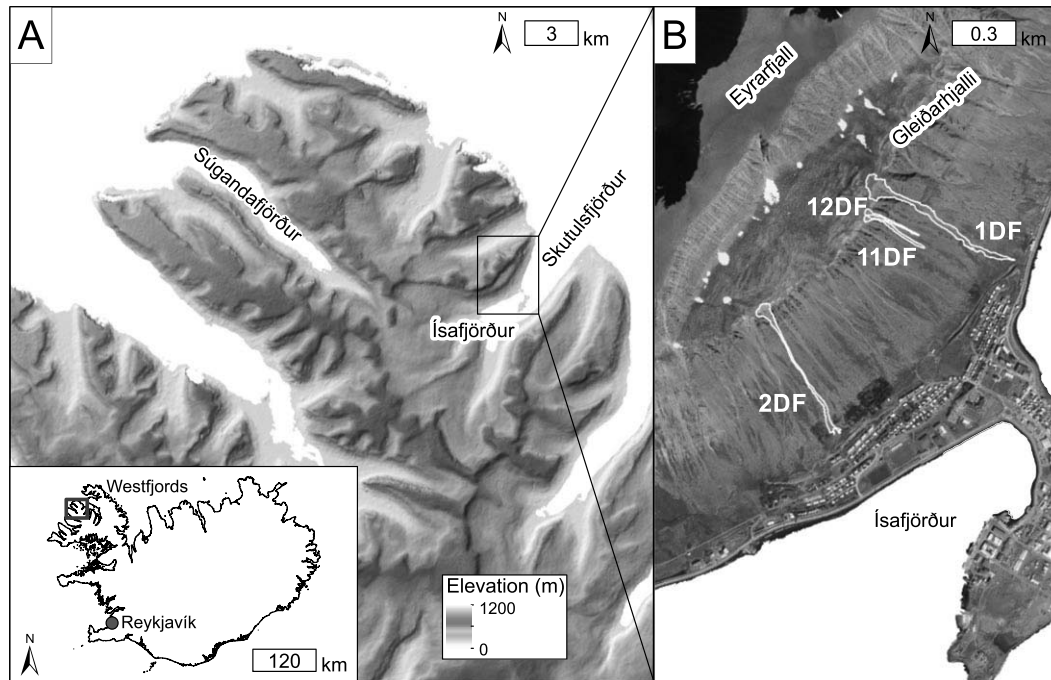 A
N
3 km
Súgandafjörður
Skutulsfjörður
Ísafjörður
Westfjords
Reykjavík
N
120 km
Elevation (m)
1200
0
B
N
0.3 km
Eyrarfjall
Gleiðarhjalli
12DF
11DF
1DF
2DF
Ísafjörður